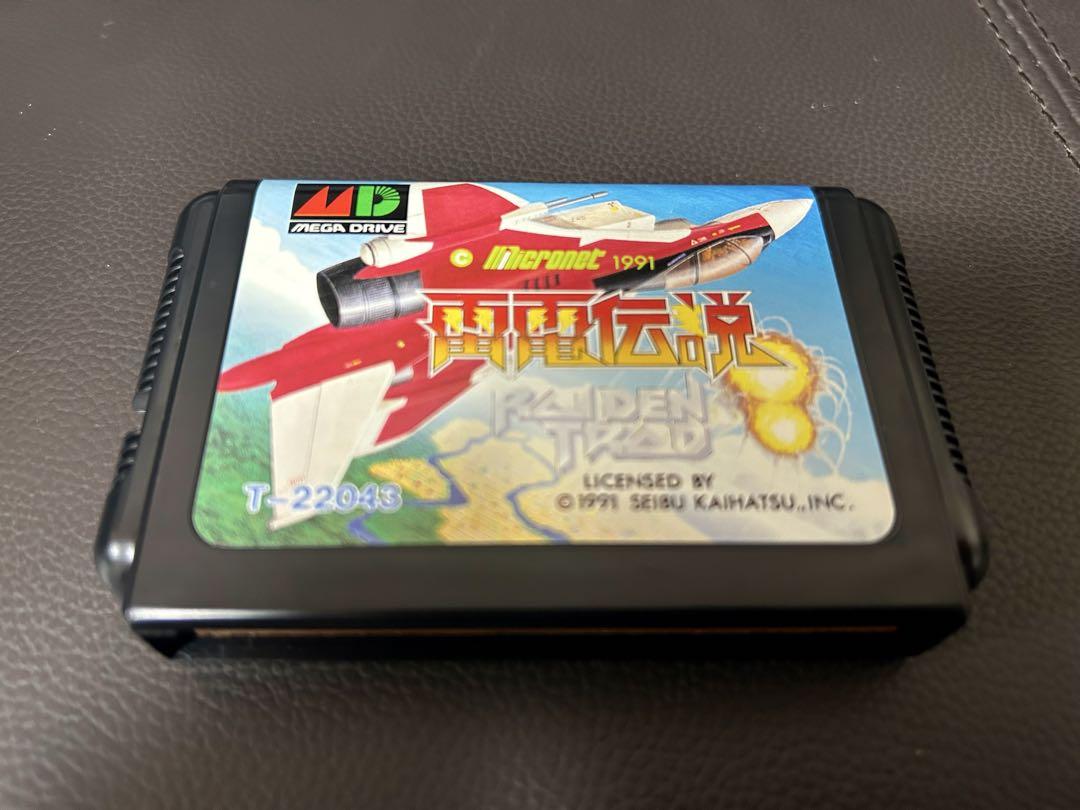 MD
MEGA DRIVE
© Micronet 1991
雷電伝説
RAIDEN
TRAD
T-22043
LICENSED BY
© 1991 SEIBU KAIHATSU., INC.